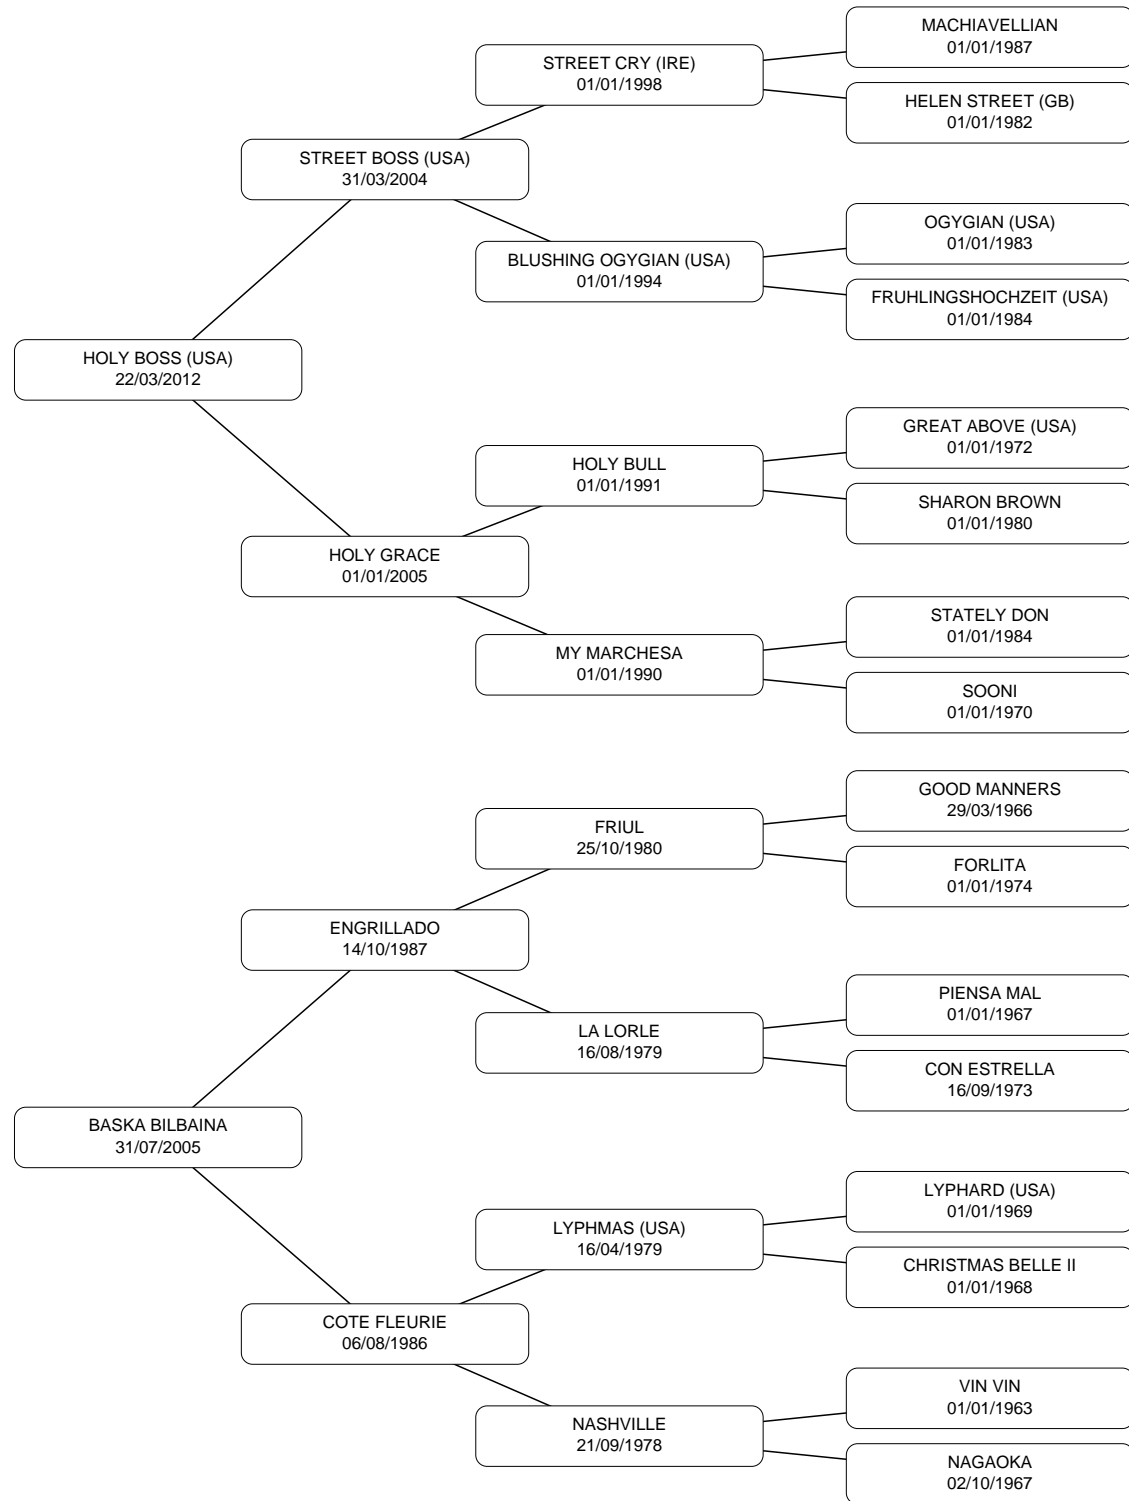 MACHIAVELLIAN
01/01/1987
STREET CRY (IRE)
01/01/1998
HELEN STREET (GB)
01/01/1982
STREET BOSS (USA)
31/03/2004
OGYGIAN (USA)
01/01/1983
BLUSHING OGYGIAN (USA)
01/01/1994
FRUHLINGSHOCHZEIT (USA)
01/01/1984
HOLY BOSS (USA)
22/03/2012
GREAT ABOVE (USA)
01/01/1972
HOLY BULL
01/01/1991
SHARON BROWN
01/01/1980
HOLY GRACE
01/01/2005
STATELY DON
01/01/1984
MY MARCHESA
01/01/1990
SOONI
01/01/1970
GOOD MANNERS
29/03/1966
FRIUL
25/10/1980
FORLITA
01/01/1974
ENGRILLADO
14/10/1987
PIENSA MAL
01/01/1967
LA LORLE
16/08/1979
CON ESTRELLA
16/09/1973
BASKA BILBAINA
31/07/2005
LYPHARD (USA)
01/01/1969
LYPHMAS (USA)
16/04/1979
CHRISTMAS BELLE II
01/01/1968
COTE FLEURIE
06/08/1986
VIN VIN
01/01/1963
NASHVILLE
21/09/1978
NAGAOKA
02/10/1967